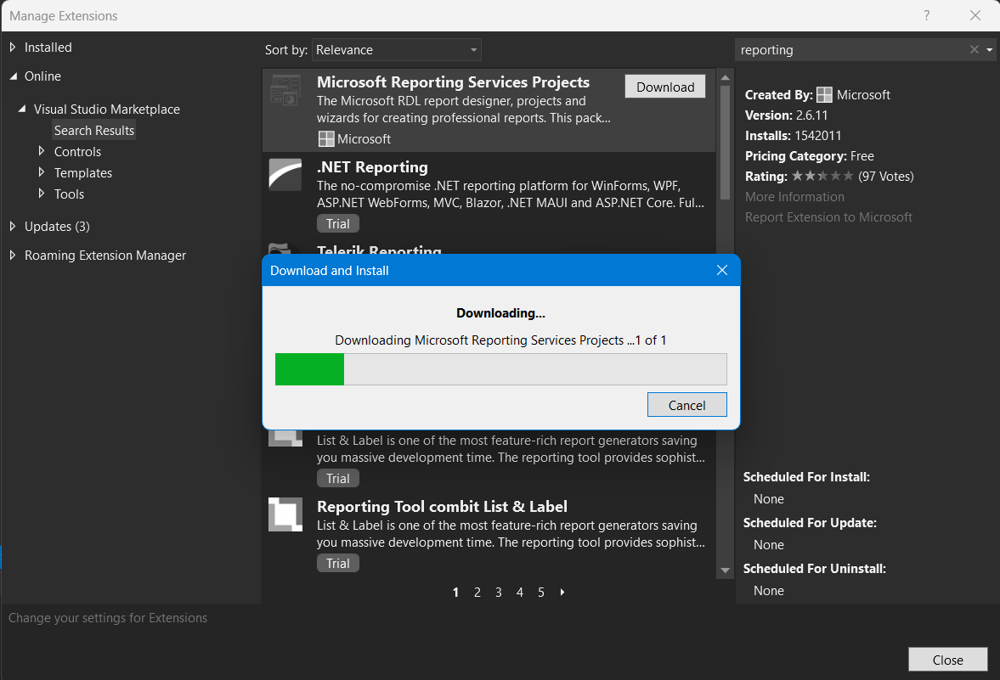 Manage Extensions
?
Installed
Online
Visual Studio Marketplace
Search Results
Controls
Templates
Tools
Updates (3)
Roaming Extension Manager
Sort by: Relevance
Microsoft Reporting Services Projects
Download
The Microsoft RDL report designer, projects and
wizards for creating professional reports. This pack...
Microsoft
.NET Reporting
The no-compromise .NET reporting platform for WinForms, WPF,
ASP.NET WebForms, MVC, Blazor, .NET MAUI and ASP.NET Core. Ful...
Trial
Telerik Reporting
Download and Install
Downloading...
Downloading Microsoft Reporting Services Projects ...1 of 1
Cancel
List & Label is one of the most feature-rich report generators saving
you massive development time. The reporting tool provides sophist...
Trial
Reporting Tool combit List & Label
List & Label is one of the most feature-rich report generators saving
you massive development time. The reporting tool provides sophist...
Trial
1 2 3 4 5
reporting
Created By: Microsoft
Version: 2.6.11
Installs: 1542011
Pricing Category: Free
Rating: (97 Votes)
More Information
Report Extension to Microsoft
Scheduled For Install:
None
Scheduled For Update:
None
Scheduled For Uninstall:
None
Change your settings for Extensions
Close